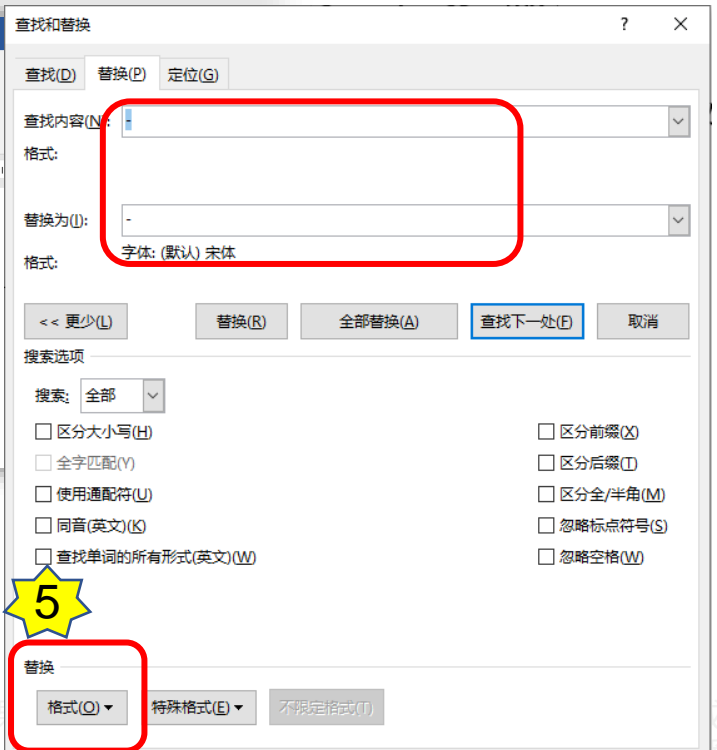 查找和替换 ? ×
查找(D) 替换(P) 定位(G)
查找内容(N): -
格式:
替换为(I): -
格式: 字体: (默认) 宋体
<< 更少(L) 替换(R) 全部替换(A) 查找下一处(F) 取消
搜索选项
搜索: 全部
区分大小写(H) 区分前缀(X)
全字匹配(Y) 区分后缀(T)
使用通配符(U) 区分全/半角(M)
同音(英文)(K) 忽略标点符号(S)
查找单词的所有形式(英文)(W) 忽略空格(W)
5
替换
格式(O) 特殊格式(E) 不限定格式(T)